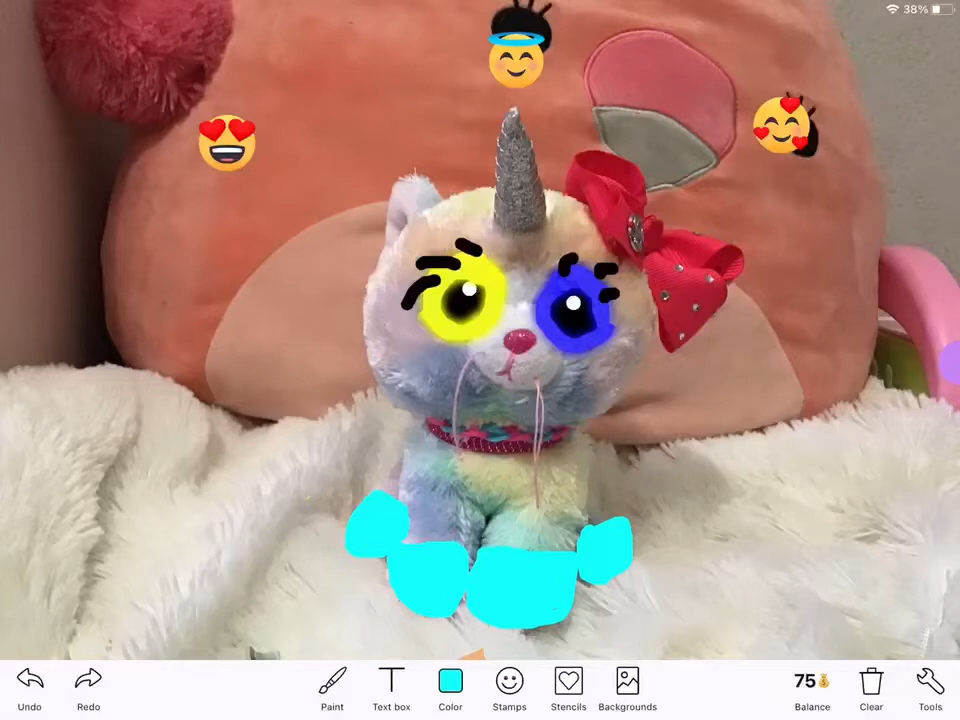 38%
75
Undo
Redo
Paint
Text box
Color
Stamps
Stencils
Backgrounds
Balance
Clear
Tools